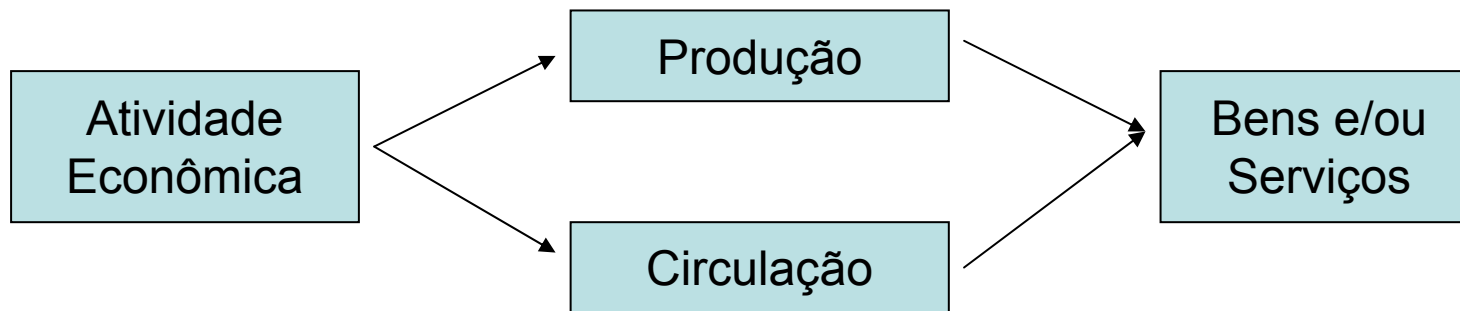 Atividade
Econômica
Produção
Circulação
Bens e/ou
Serviços